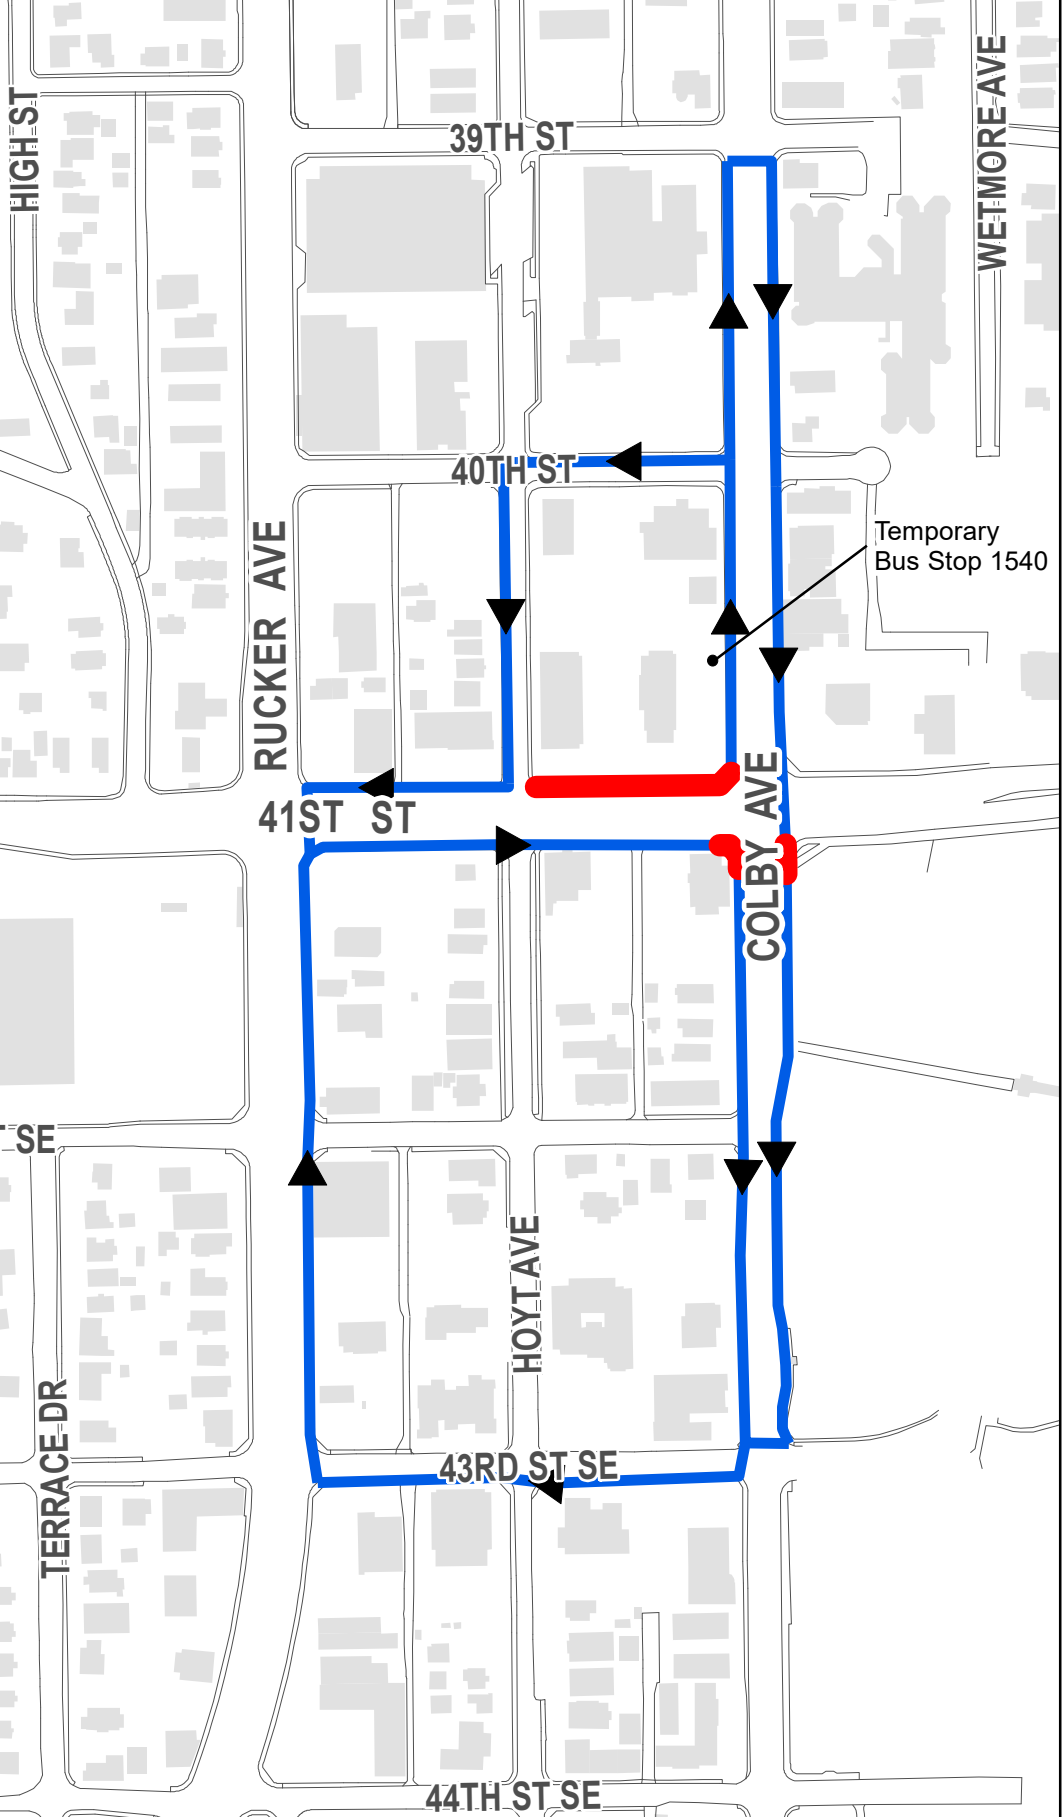 39TH ST
HIGH ST
WETMORE AVE
40TH ST
Temporary
Bus Stop 1540
RUCKER AVE
41ST ST
COLBY AVE
T SE
HOYT AVE
TERRACE DR
43RD ST SE
44TH ST SE